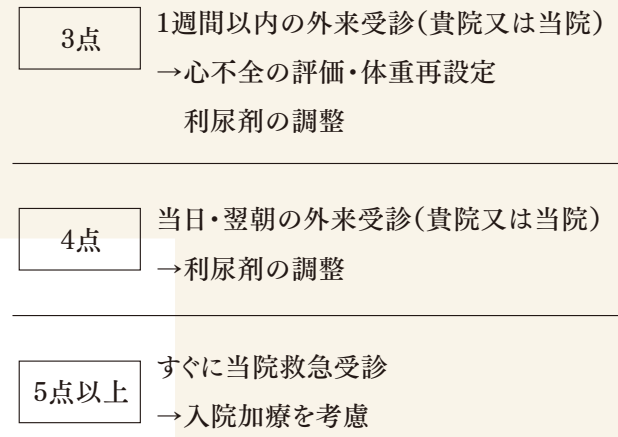 3点
1週間以内の外来受診(貴院又は当院)
→心不全の評価・体重再設定
利尿剤の調整
4点
当日・翌朝の外来受診(貴院又は当院)
→利尿剤の調整
5点以上
すぐに当院救急受診
→入院加療を考慮